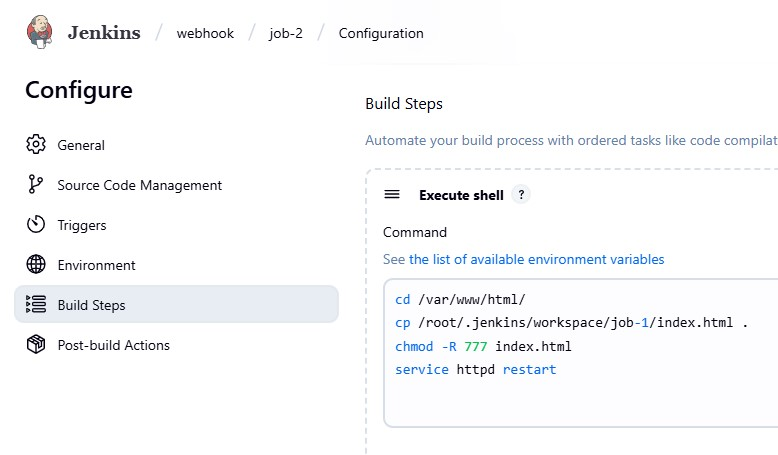 Jenkins / webhook / job-2 / Configuration
Configure
General
Source Code Management
Triggers
Environment
Build Steps
Post-build Actions
Build Steps
Automate your build process with ordered tasks like code compilat
Execute shell ?
Command
See the list of available environment variables
cd /var/www/html/
cp /root/.jenkins/workspace/job-1/index.html .
chmod -R 777 index.html
service httpd restart